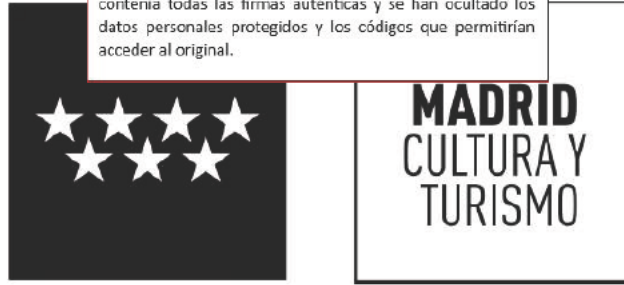 contenía todas las firmas auténticas y se han ocultado los
datos personales protegidos y los códigos que permitirían
acceder al original.
MADRID
CULTURA Y
TURISMO